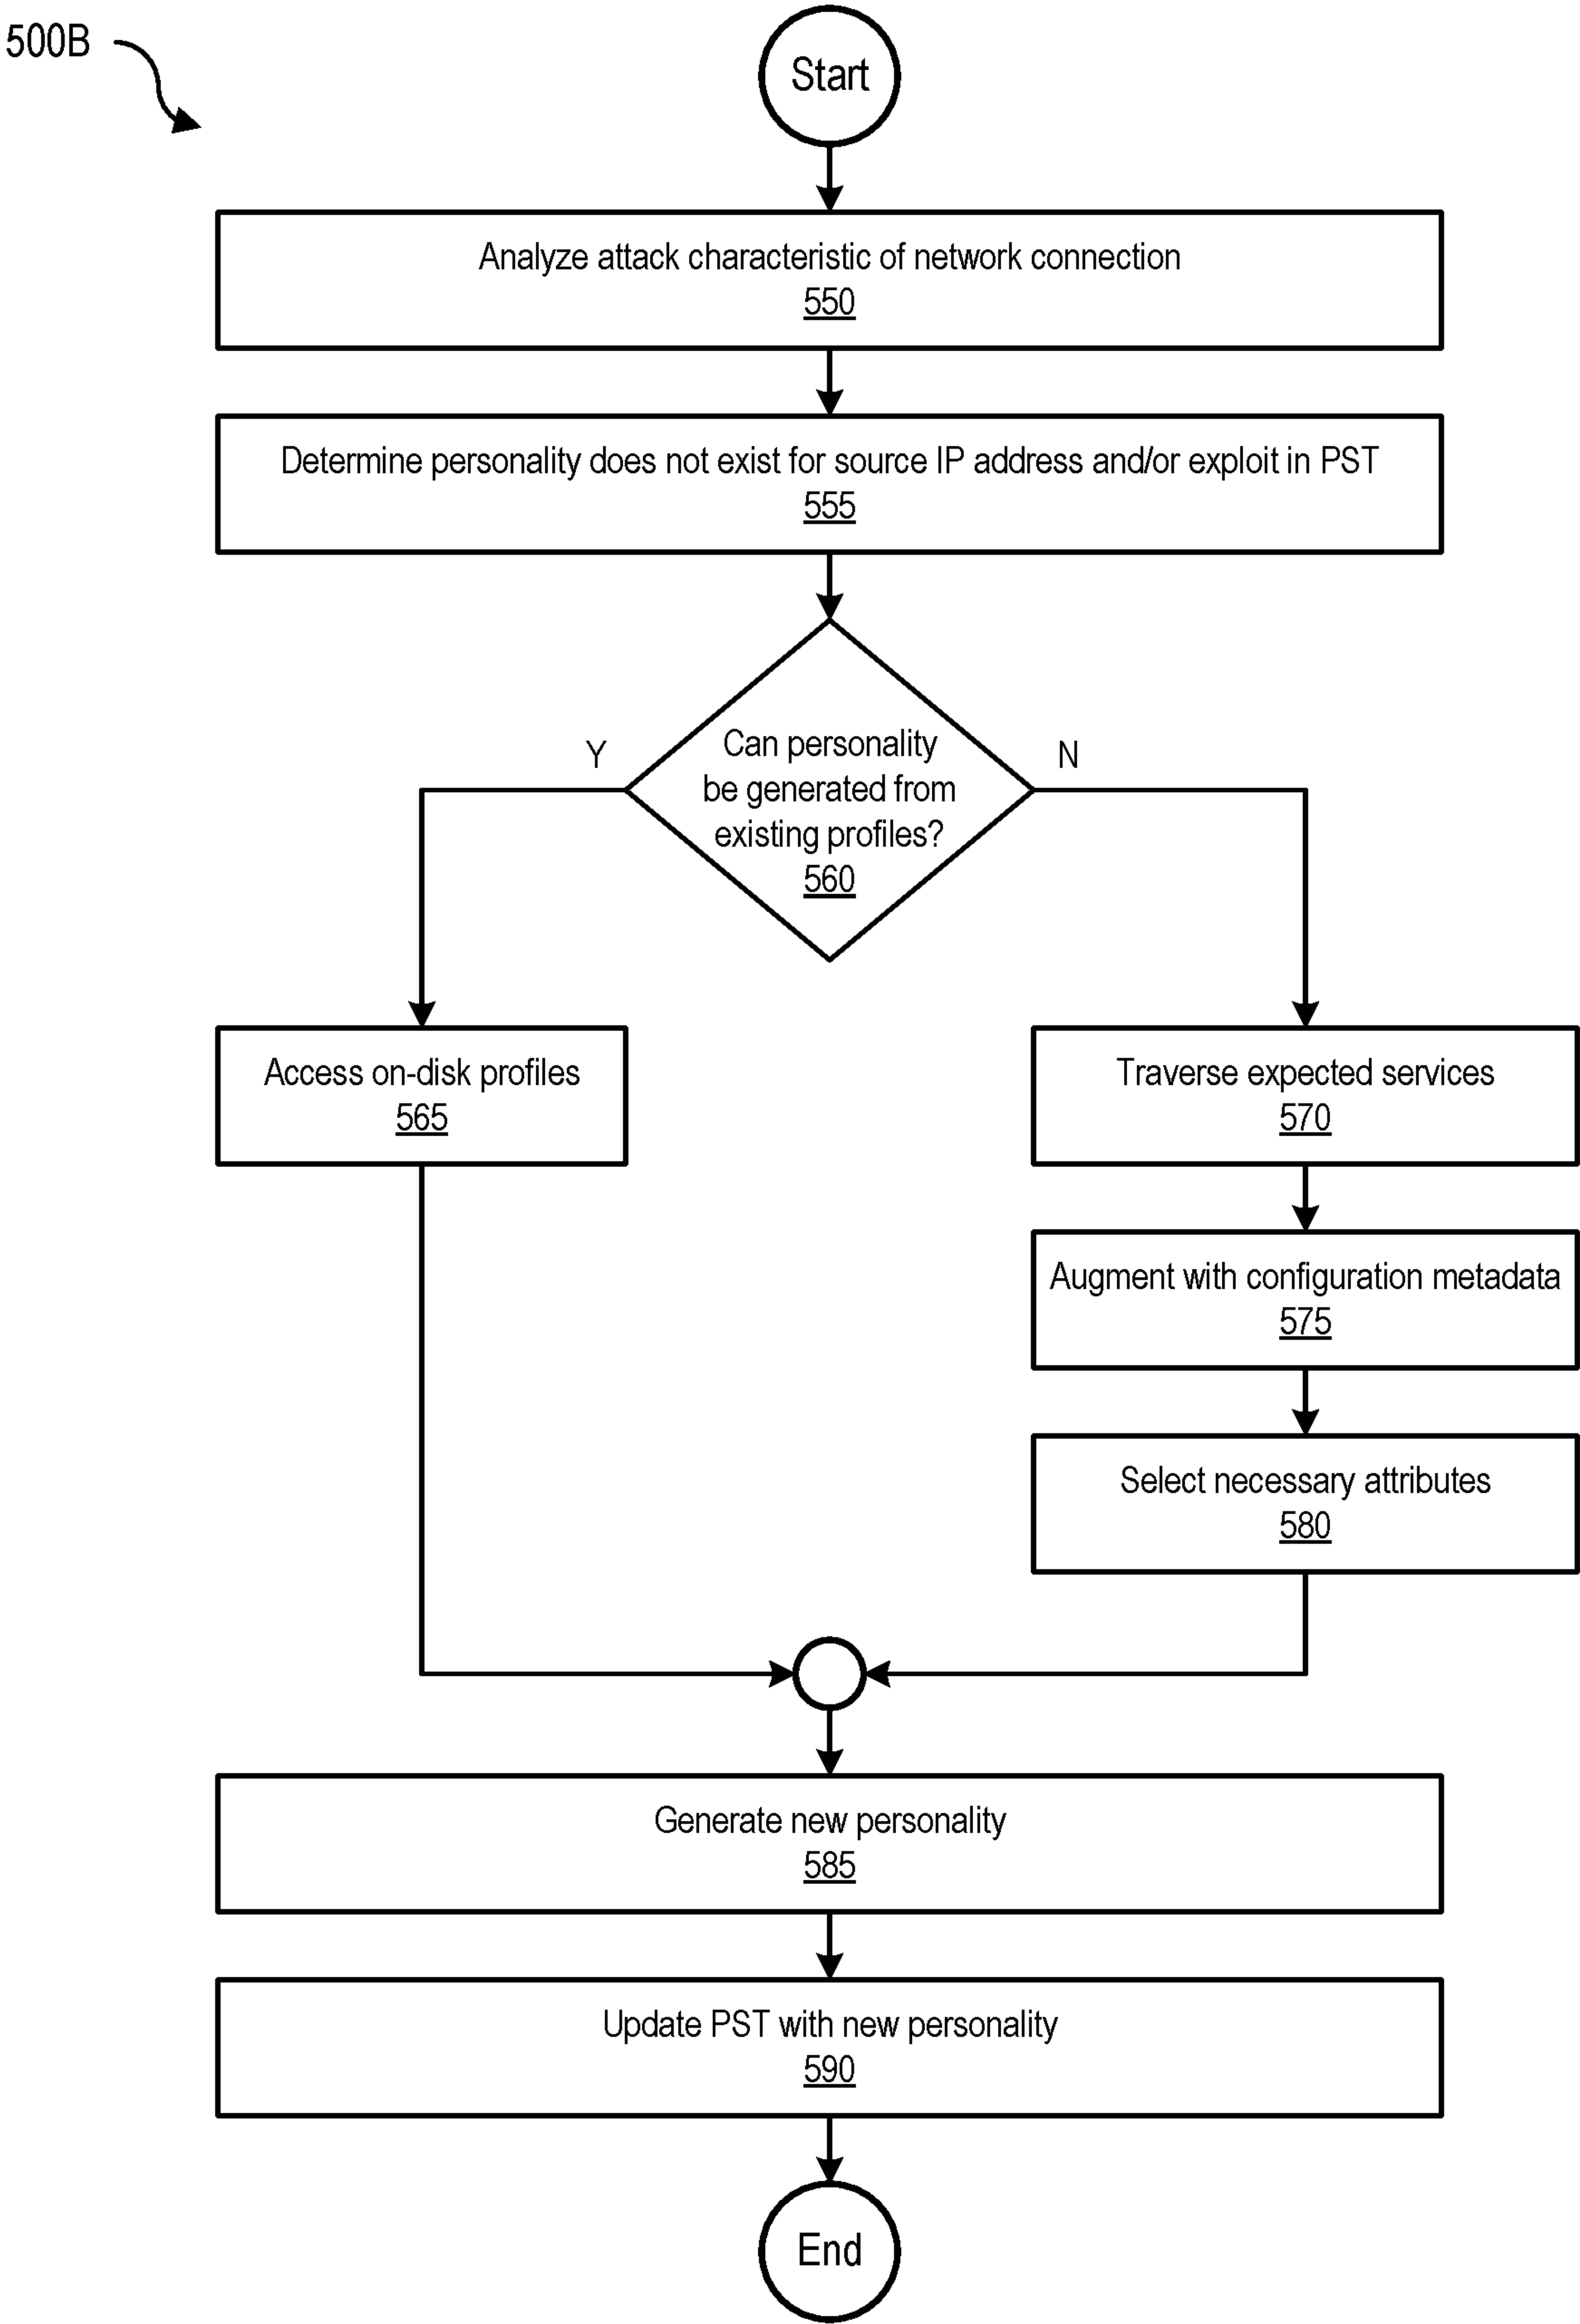 500B
Start
Analyze attack characteristic of network connection
550
Determine personality does not exist for source IP address and/or exploit in PST
555
Can personality
be generated from
existing profiles?
560
Y
N
Access on-disk profiles
565
Traverse expected services
570
Augment with configuration metadata
575
Select necessary attributes
580
Generate new personality
585
Update PST with new personality
590
End